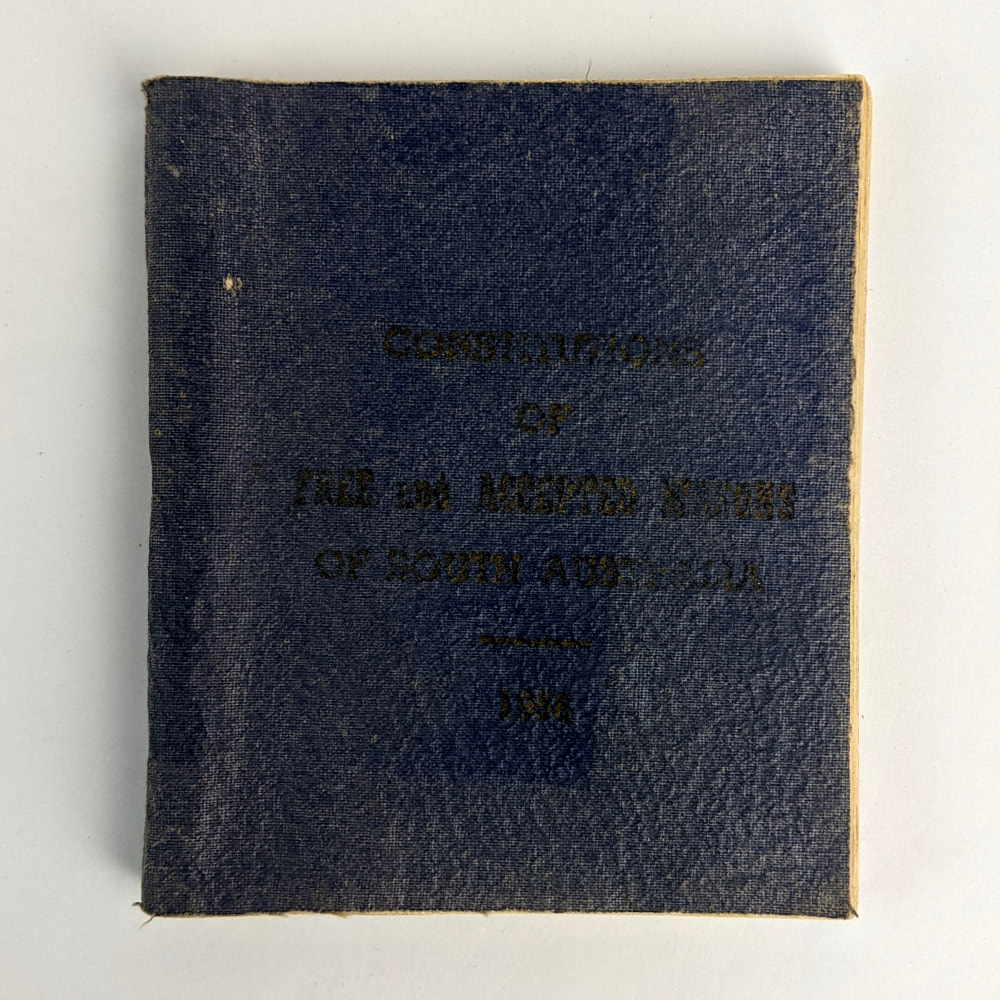 CONSTITUTIONS
OF
FREE and ACCEPTED MASONS
OF SOUTH AUSTRALIA